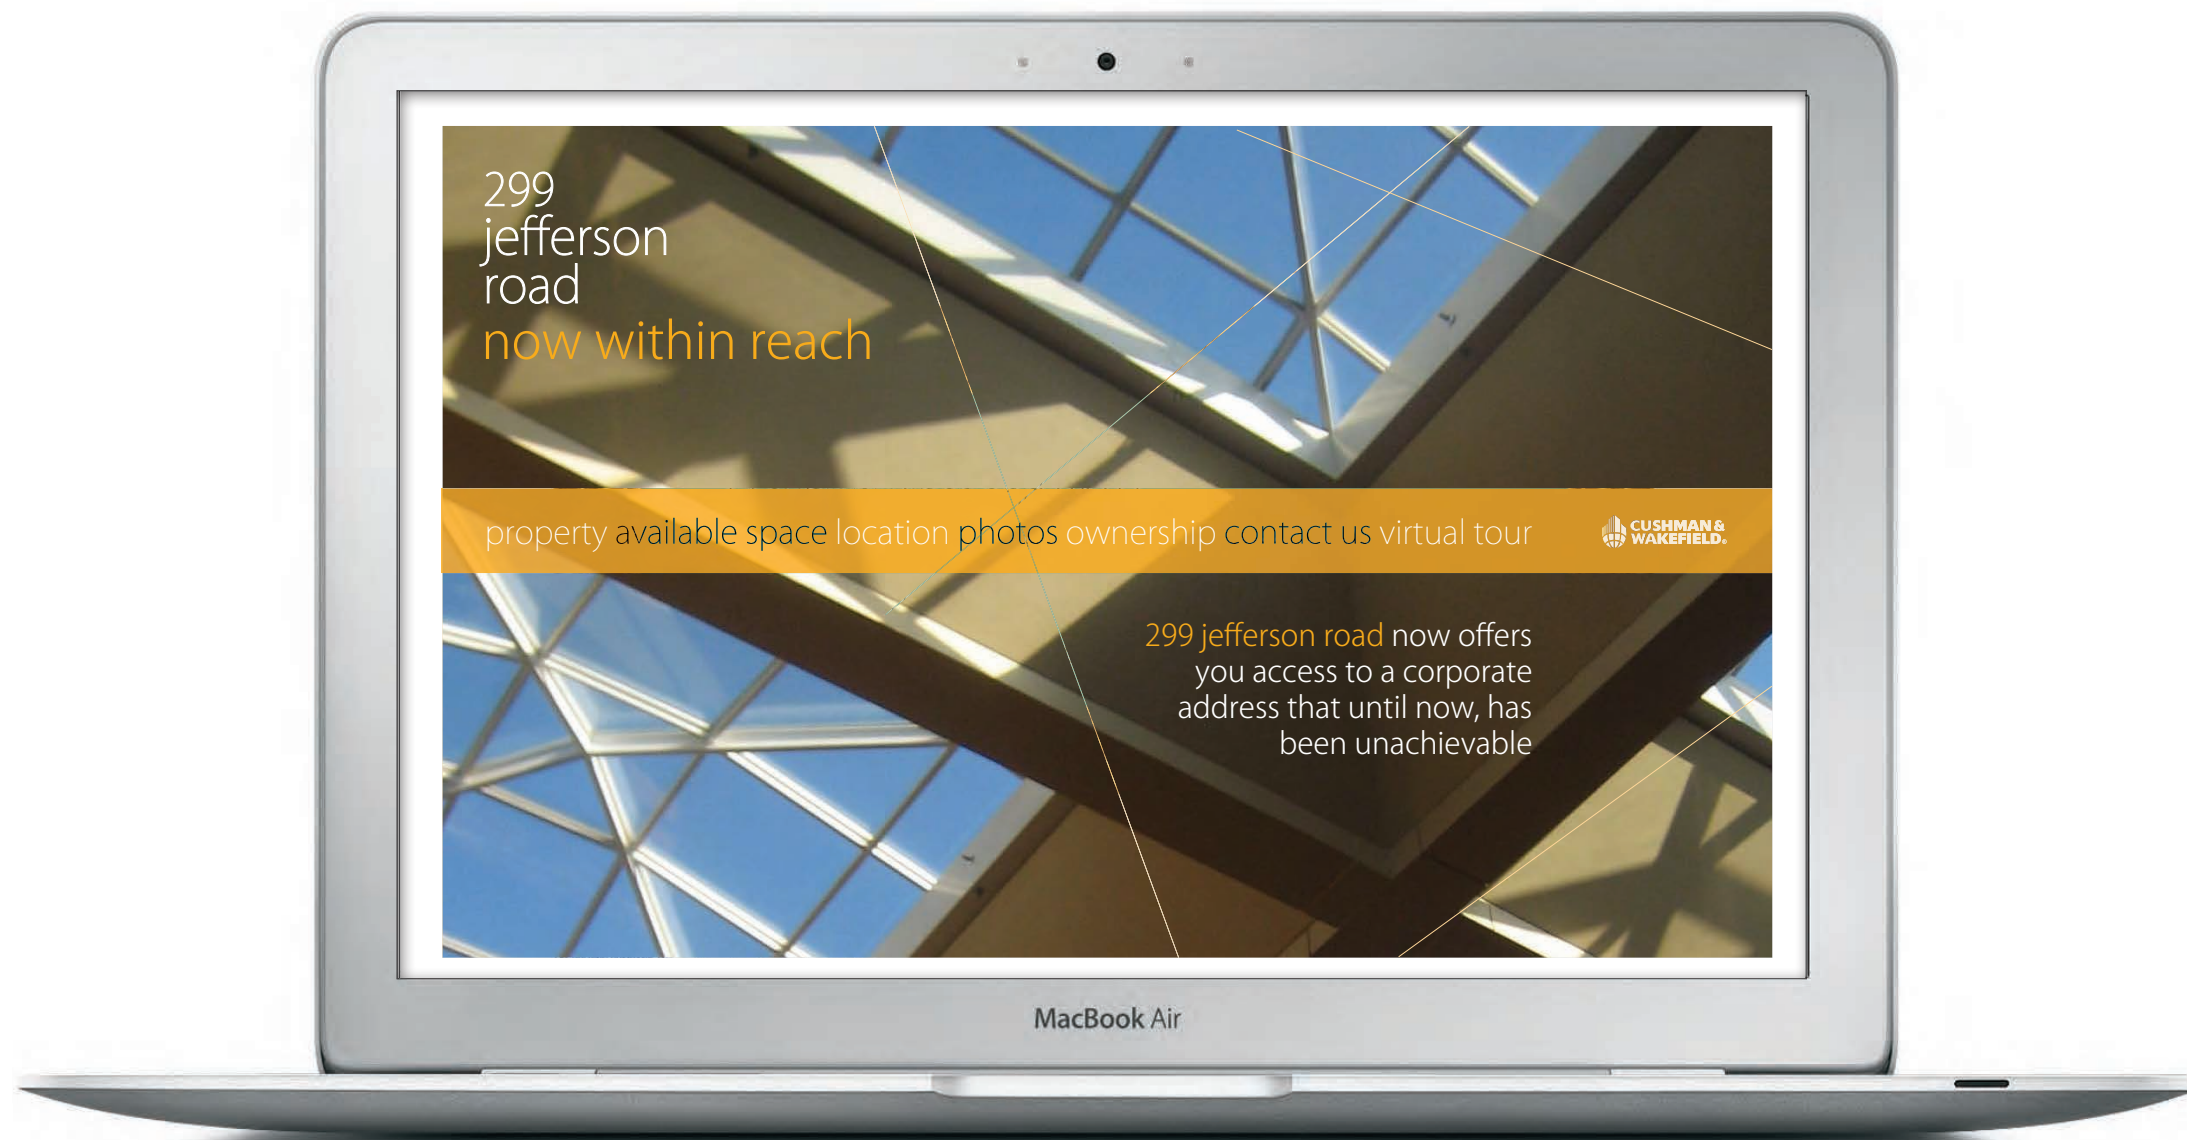 299
jefferson
road
now within reach
property available space location photos ownership contact us virtual tour
CUSHMAN &
WAKEFIELD®
299 jefferson road now offers
you access to a corporate
address that until now, has
been unachievable
MacBook Air